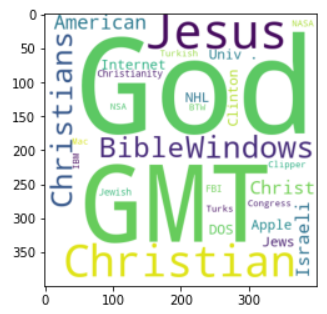 0
American
Jesus
NASA
50
Turkish
Univ .
God
Internet
Christianity
Christians
100
NSA
NHL
BTW
Clinton
150
Mac
IBM
Bible
Windows
200
Clipper
GMT
Jewish
FBI
Christ
250
Turks
Congress
DOS
Apple
Israeli
300
Jews
Christian
350
0
100
200
300